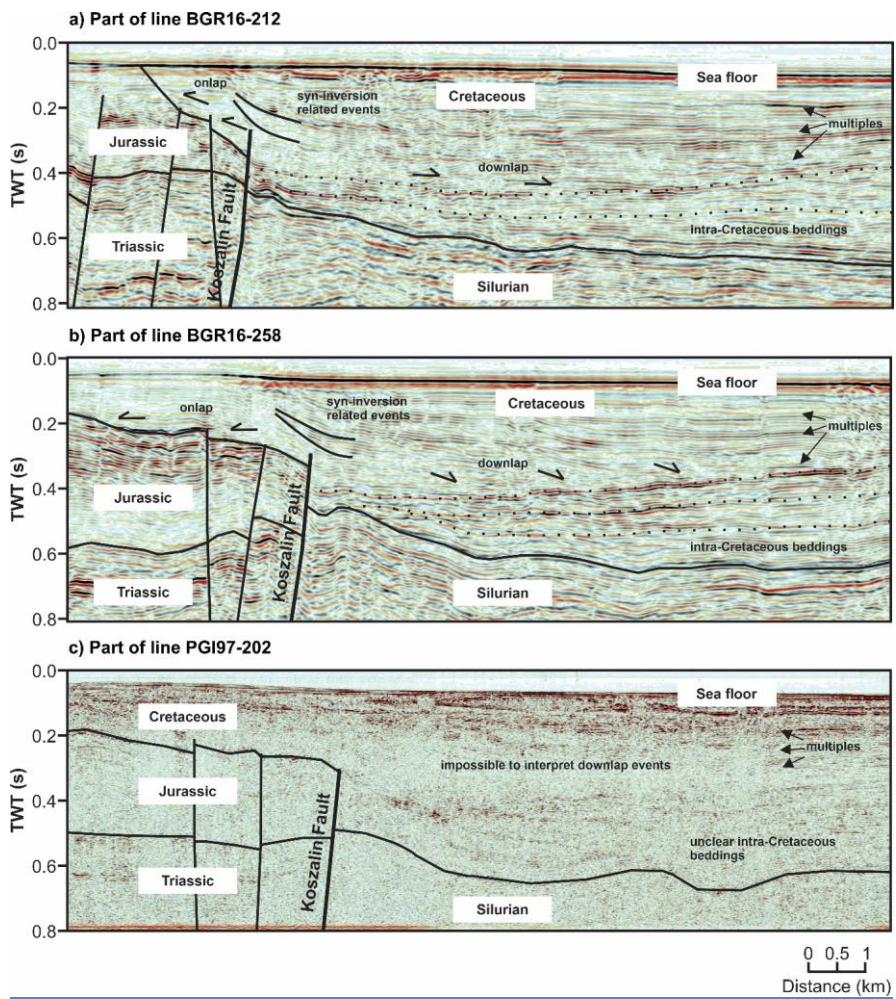 a) Part of line BGR16-212
0.0
0.2
0.4
0.6
0.8
TWT (s)
onlap
syn-inversion
related events
Cretaceous
Sea floor
multiples
Jurassic
downlap
Triassic
Koszalin Fault
intra-Cretaceous beddings
Silurian
b) Part of line BGR16-258
0.0
0.2
0.4
0.6
0.8
TWT (s)
onlap
syn-inversion
related events
Cretaceous
Sea floor
multiples
downlap
Jurassic
Koszalin Fault
intra-Cretaceous beddings
Triassic
Silurian
c) Part of line PGI97-202
0.0
0.2
0.4
0.6
0.8
TWT (s)
Sea floor
Cretaceous
multiples
impossible to interpret downlap events
Jurassic
Koszalin Fault
unclear intra-Cretaceous
beddings
Triassic
Silurian
0 0.5 1
Distance (km)